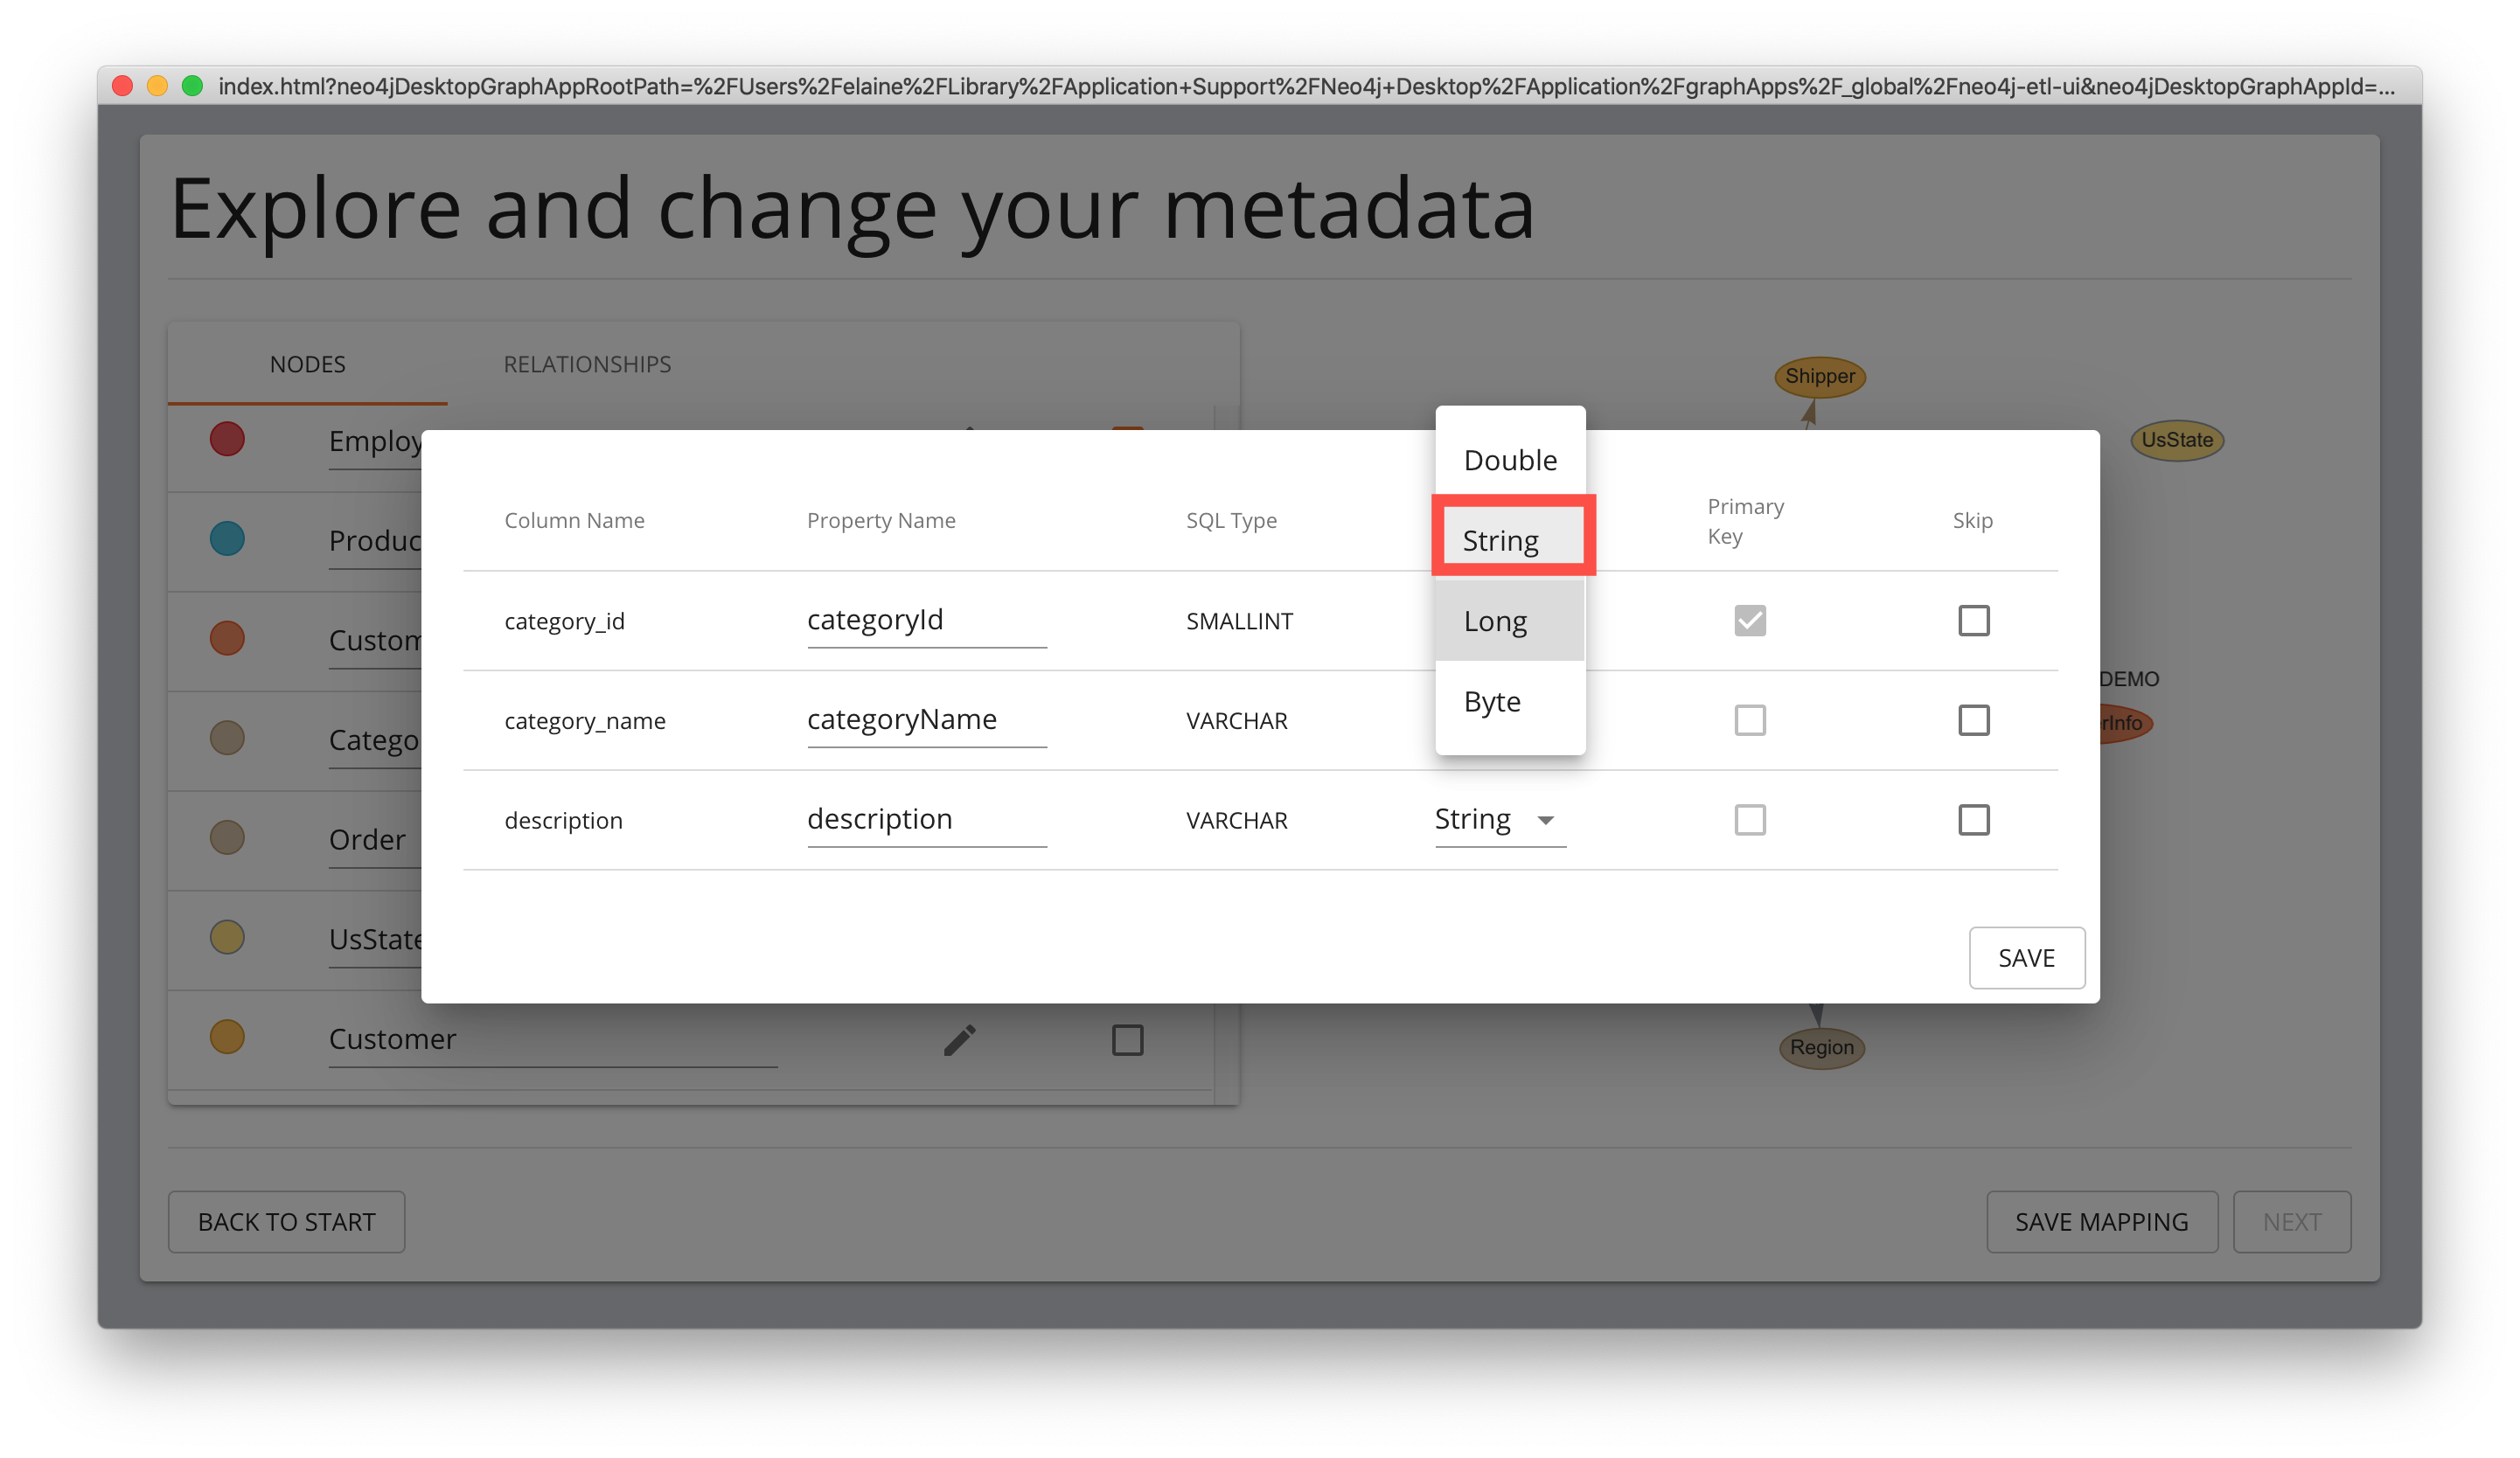 index.html?neo4jDesktopGraphAppRootPath=%2FUsers%2Felaine%2FLibrary%2FApplication+Support%2FNeo4j+Desktop%2FApplication%2FgraphApps%2F_global%2Fneo4j-etl-ui&neo4jDesktopGraphAppId=...
Explore and change your metadata
NODES RELATIONSHIPS
Employ
Produc
Custom
Catego
Order
UsState
Customer
Shipper
UsState
DEMO
rInfo
Region
Column Name Property Name SQL Type Primary Key Skip
category_id categoryId SMALLINT
category_name categoryName VARCHAR
description description VARCHAR String
Double
String
Long
Byte
SAVE
BACK TO START SAVE MAPPING NEXT